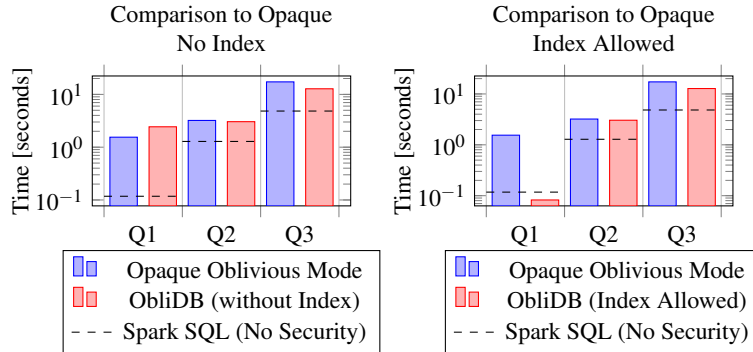 Comparison to Opaque
No Index
Time [seconds]
10^1
10^0
10^-1
Q1 Q2 Q3
Opaque Oblivious Mode
ObliDB (without Index)
Spark SQL (No Security)
Comparison to Opaque
Index Allowed
Time [seconds]
10^1
10^0
10^-1
Q1 Q2 Q3
Opaque Oblivious Mode
ObliDB (Index Allowed)
Spark SQL (No Security)